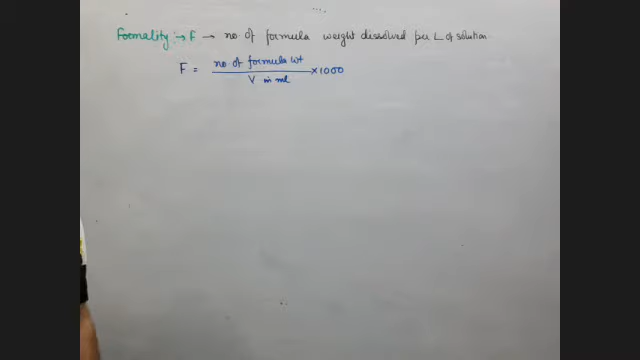 Formality :→ F → no of formula weight dissolved per L of solution
F = no of formula wt / V in ml × 1000